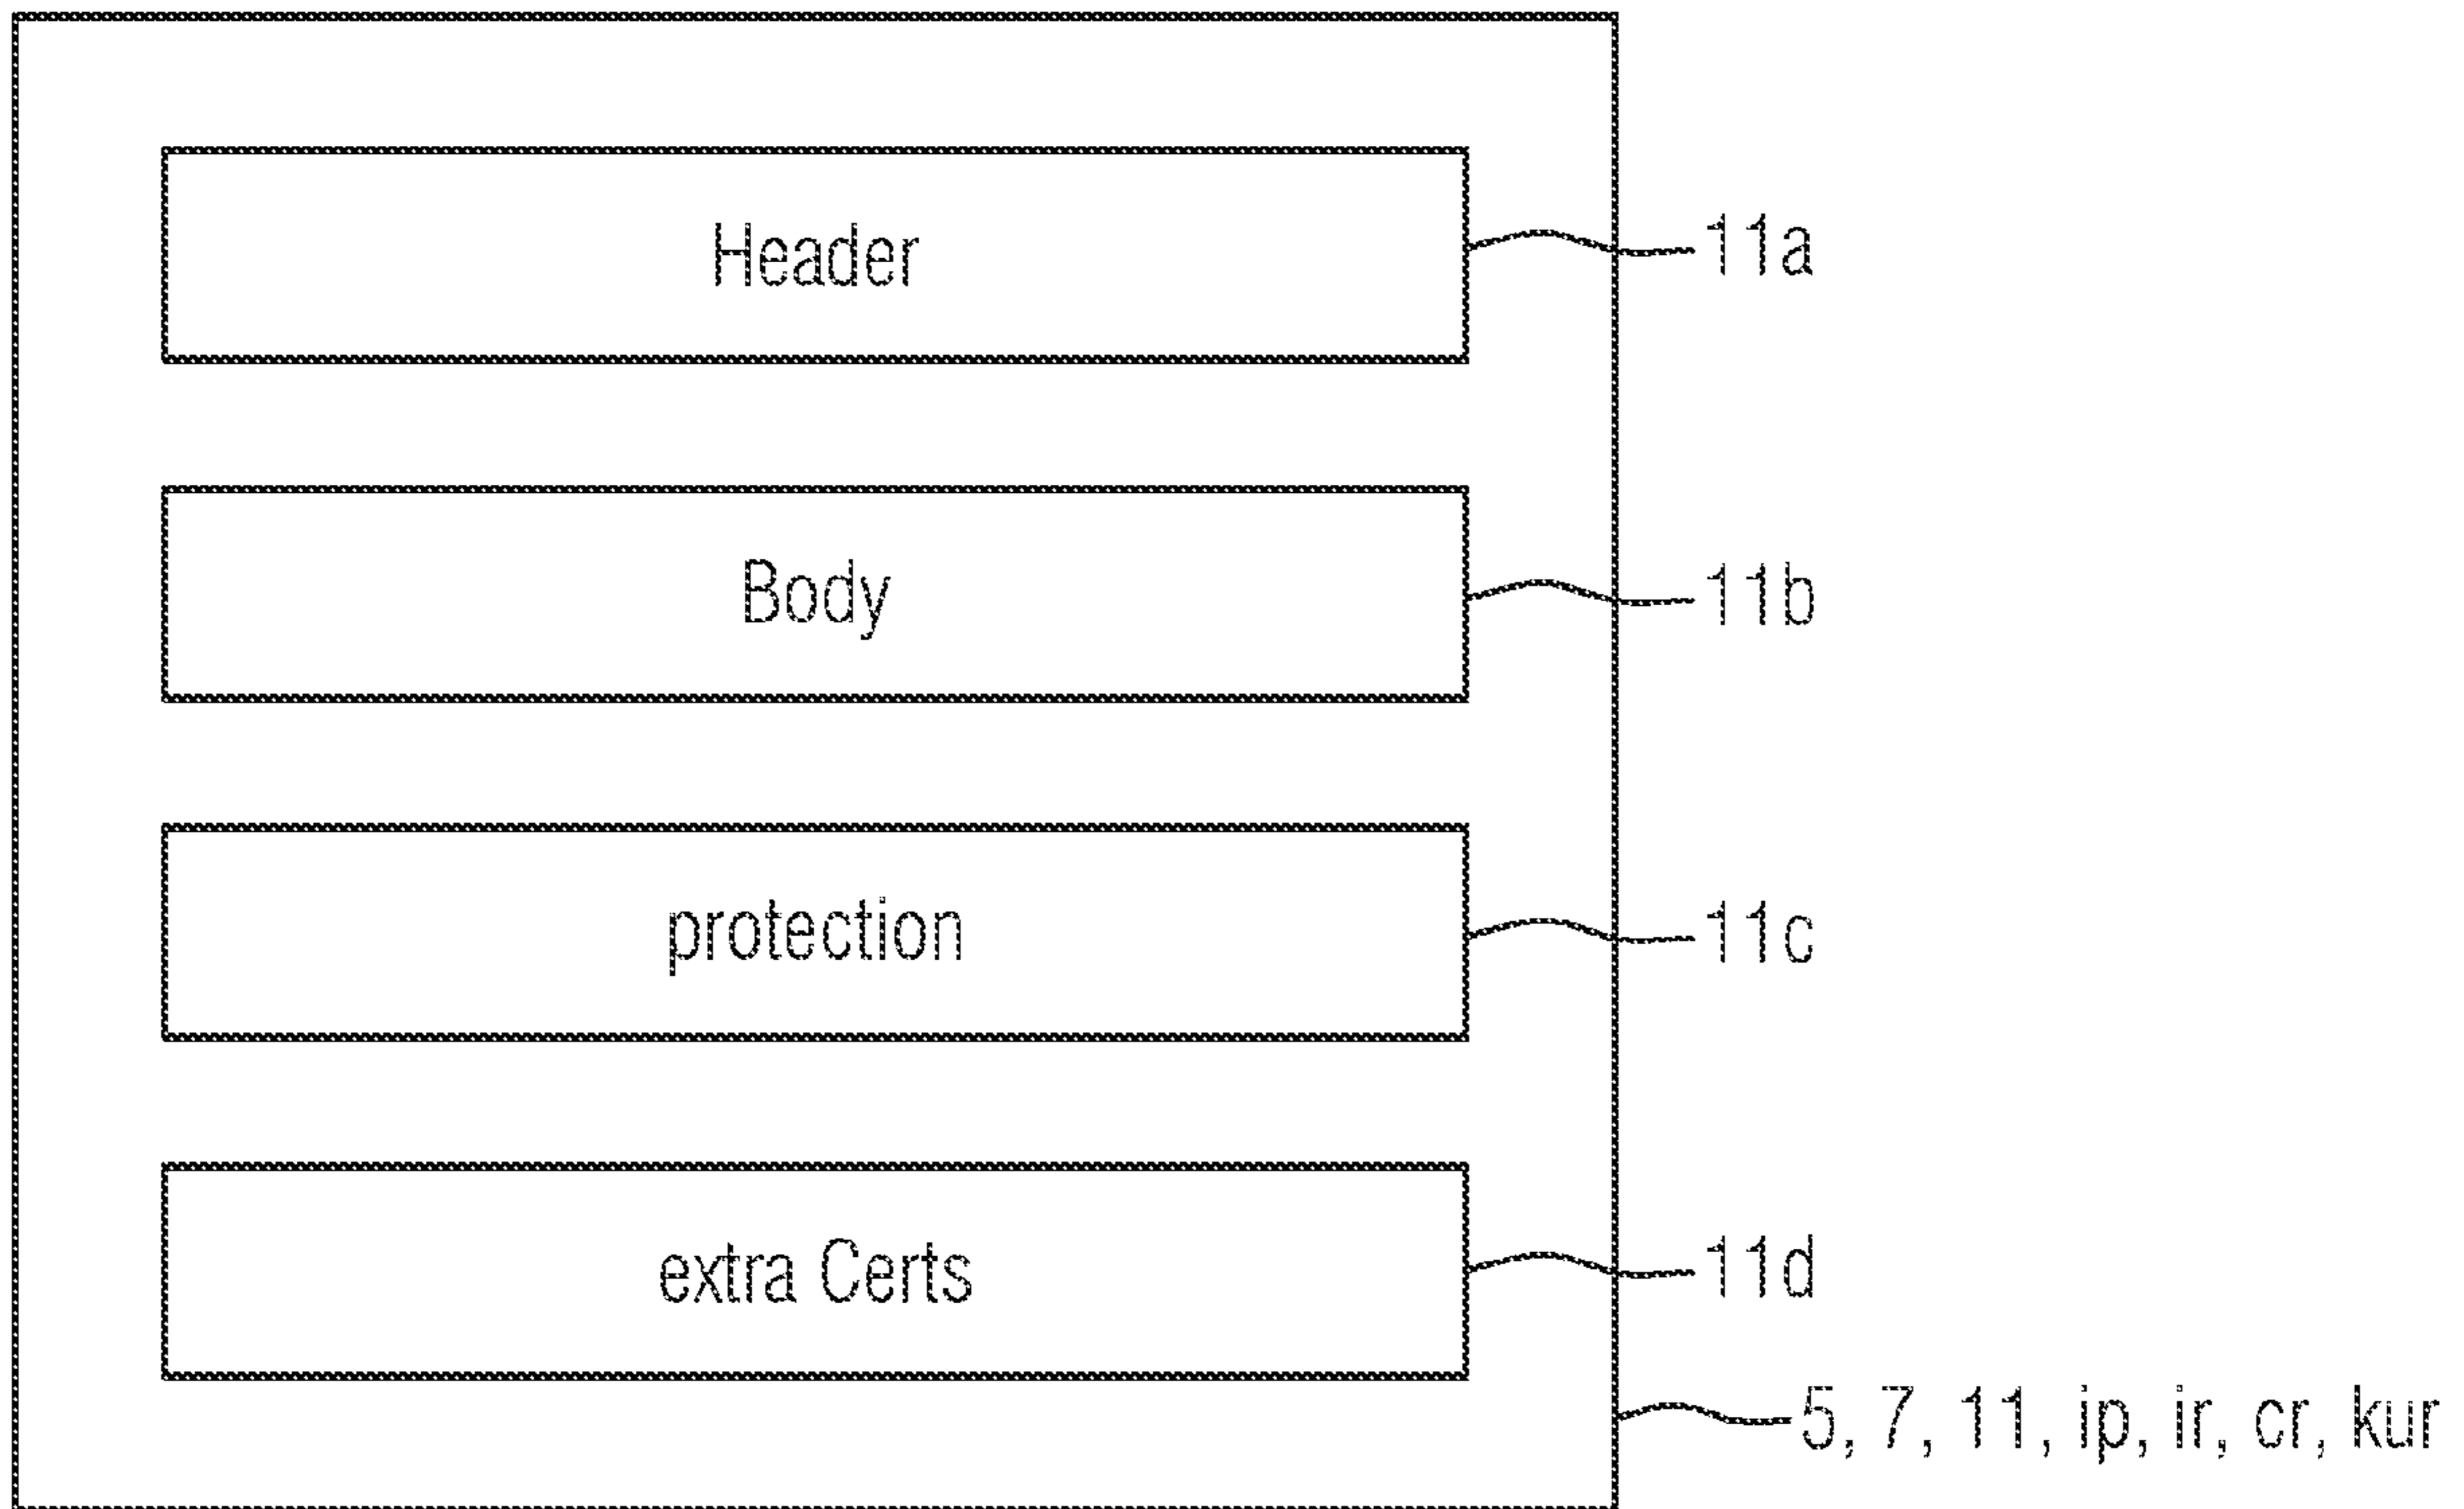 Header 11a
Body 11b
protection 11c
extra Certs 11d
5, 7, 11, ip, ir, cr, kur